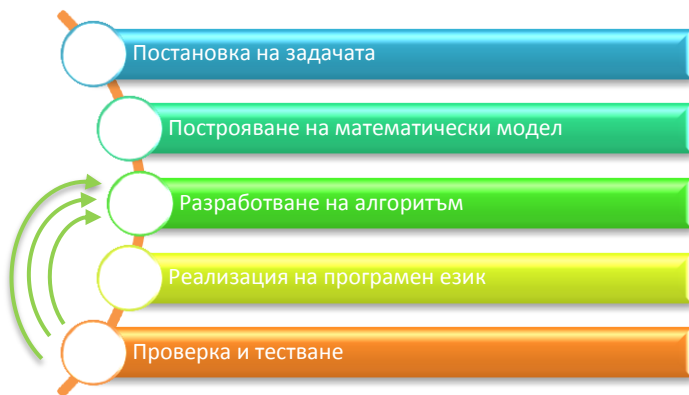 Постановка на задачата
Построяване на математически модел
Разработване на алгоритъм
Реализация на програмен език
Проверка и тестване